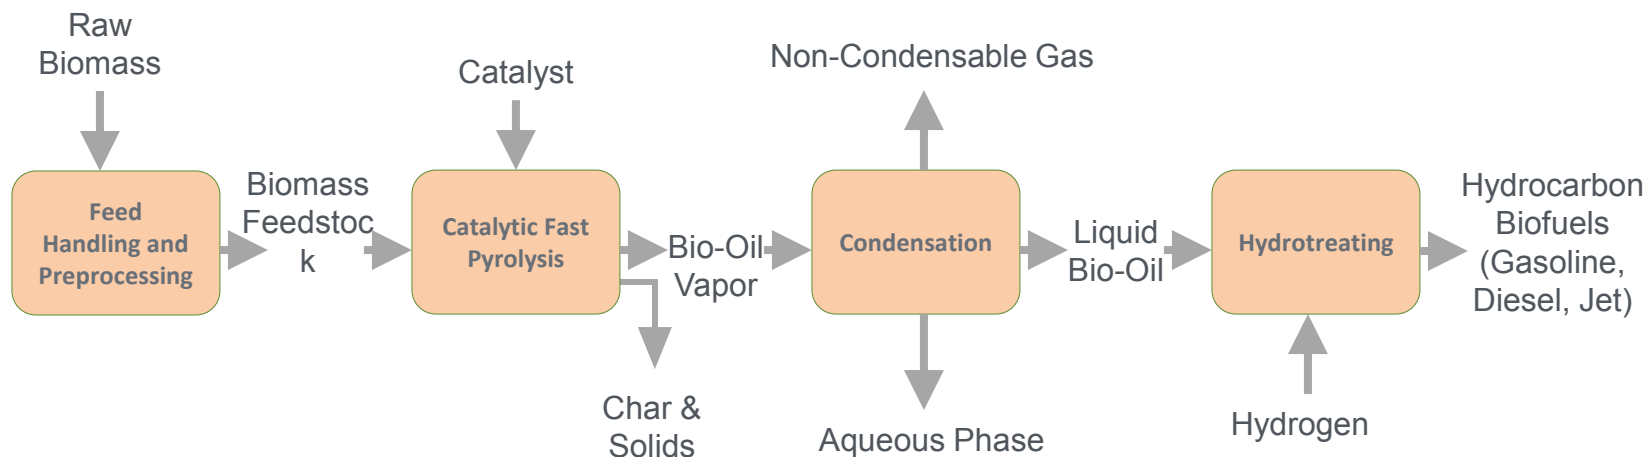 Raw
Biomass
Feed
Handling and
Preprocessing
Biomass
Feedstoc
k
Catalyst
Catalytic Fast
Pyrolysis
Char &
Solids
Bio-Oil
Vapor
Non-Condensable Gas
Condensation
Aqueous Phase
Liquid
Bio-Oil
Hydrotreating
Hydrogen
Hydrocarbon
Biofuels
(Gasoline,
Diesel, Jet)